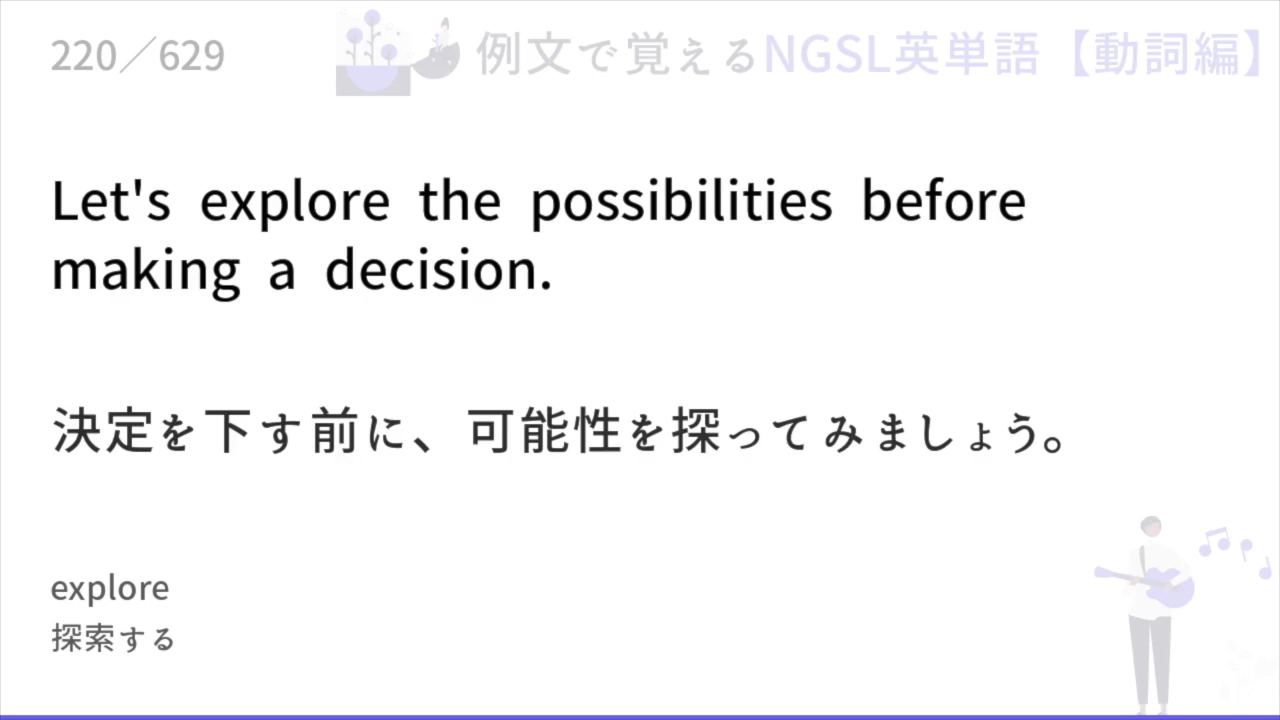 220／629
例文で覚えるNGSL英単語【動詞編】
Let's explore the possibilities before
making a decision.
決定を下す前に、可能性を探ってみましょう。
explore
探索する